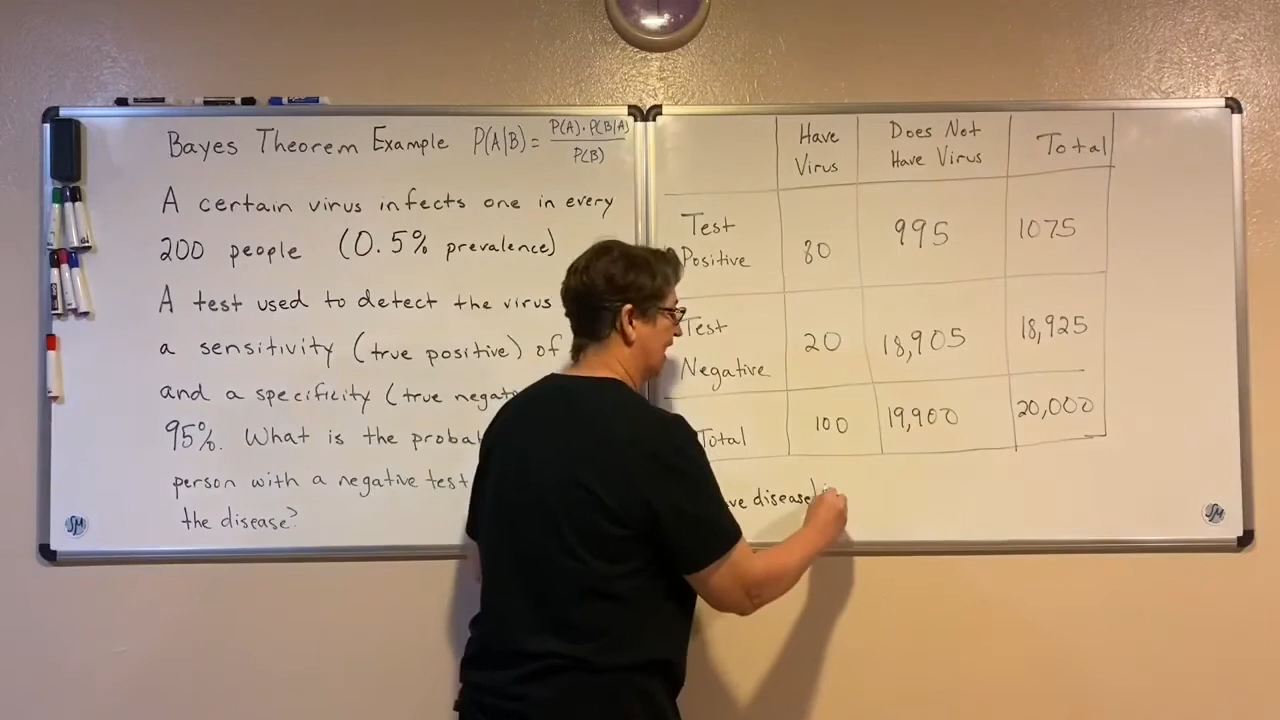 Bayes Theorem Example P(A|B) = P(A)·P(B|A) / P(B)
A certain virus infects one in every
200 people (0.5% prevalence)
A test used to detect the virus
a sensitivity (true positive) of
and a specificity (true negat
95%. What is the proba
person with a negative test
the disease?
SM
Have Virus
Does Not Have Virus
Total
Test Positive
80
995
1075
Test Negative
20
18,905
18,925
Total
100
19,900
20,000
ve disease|
SM